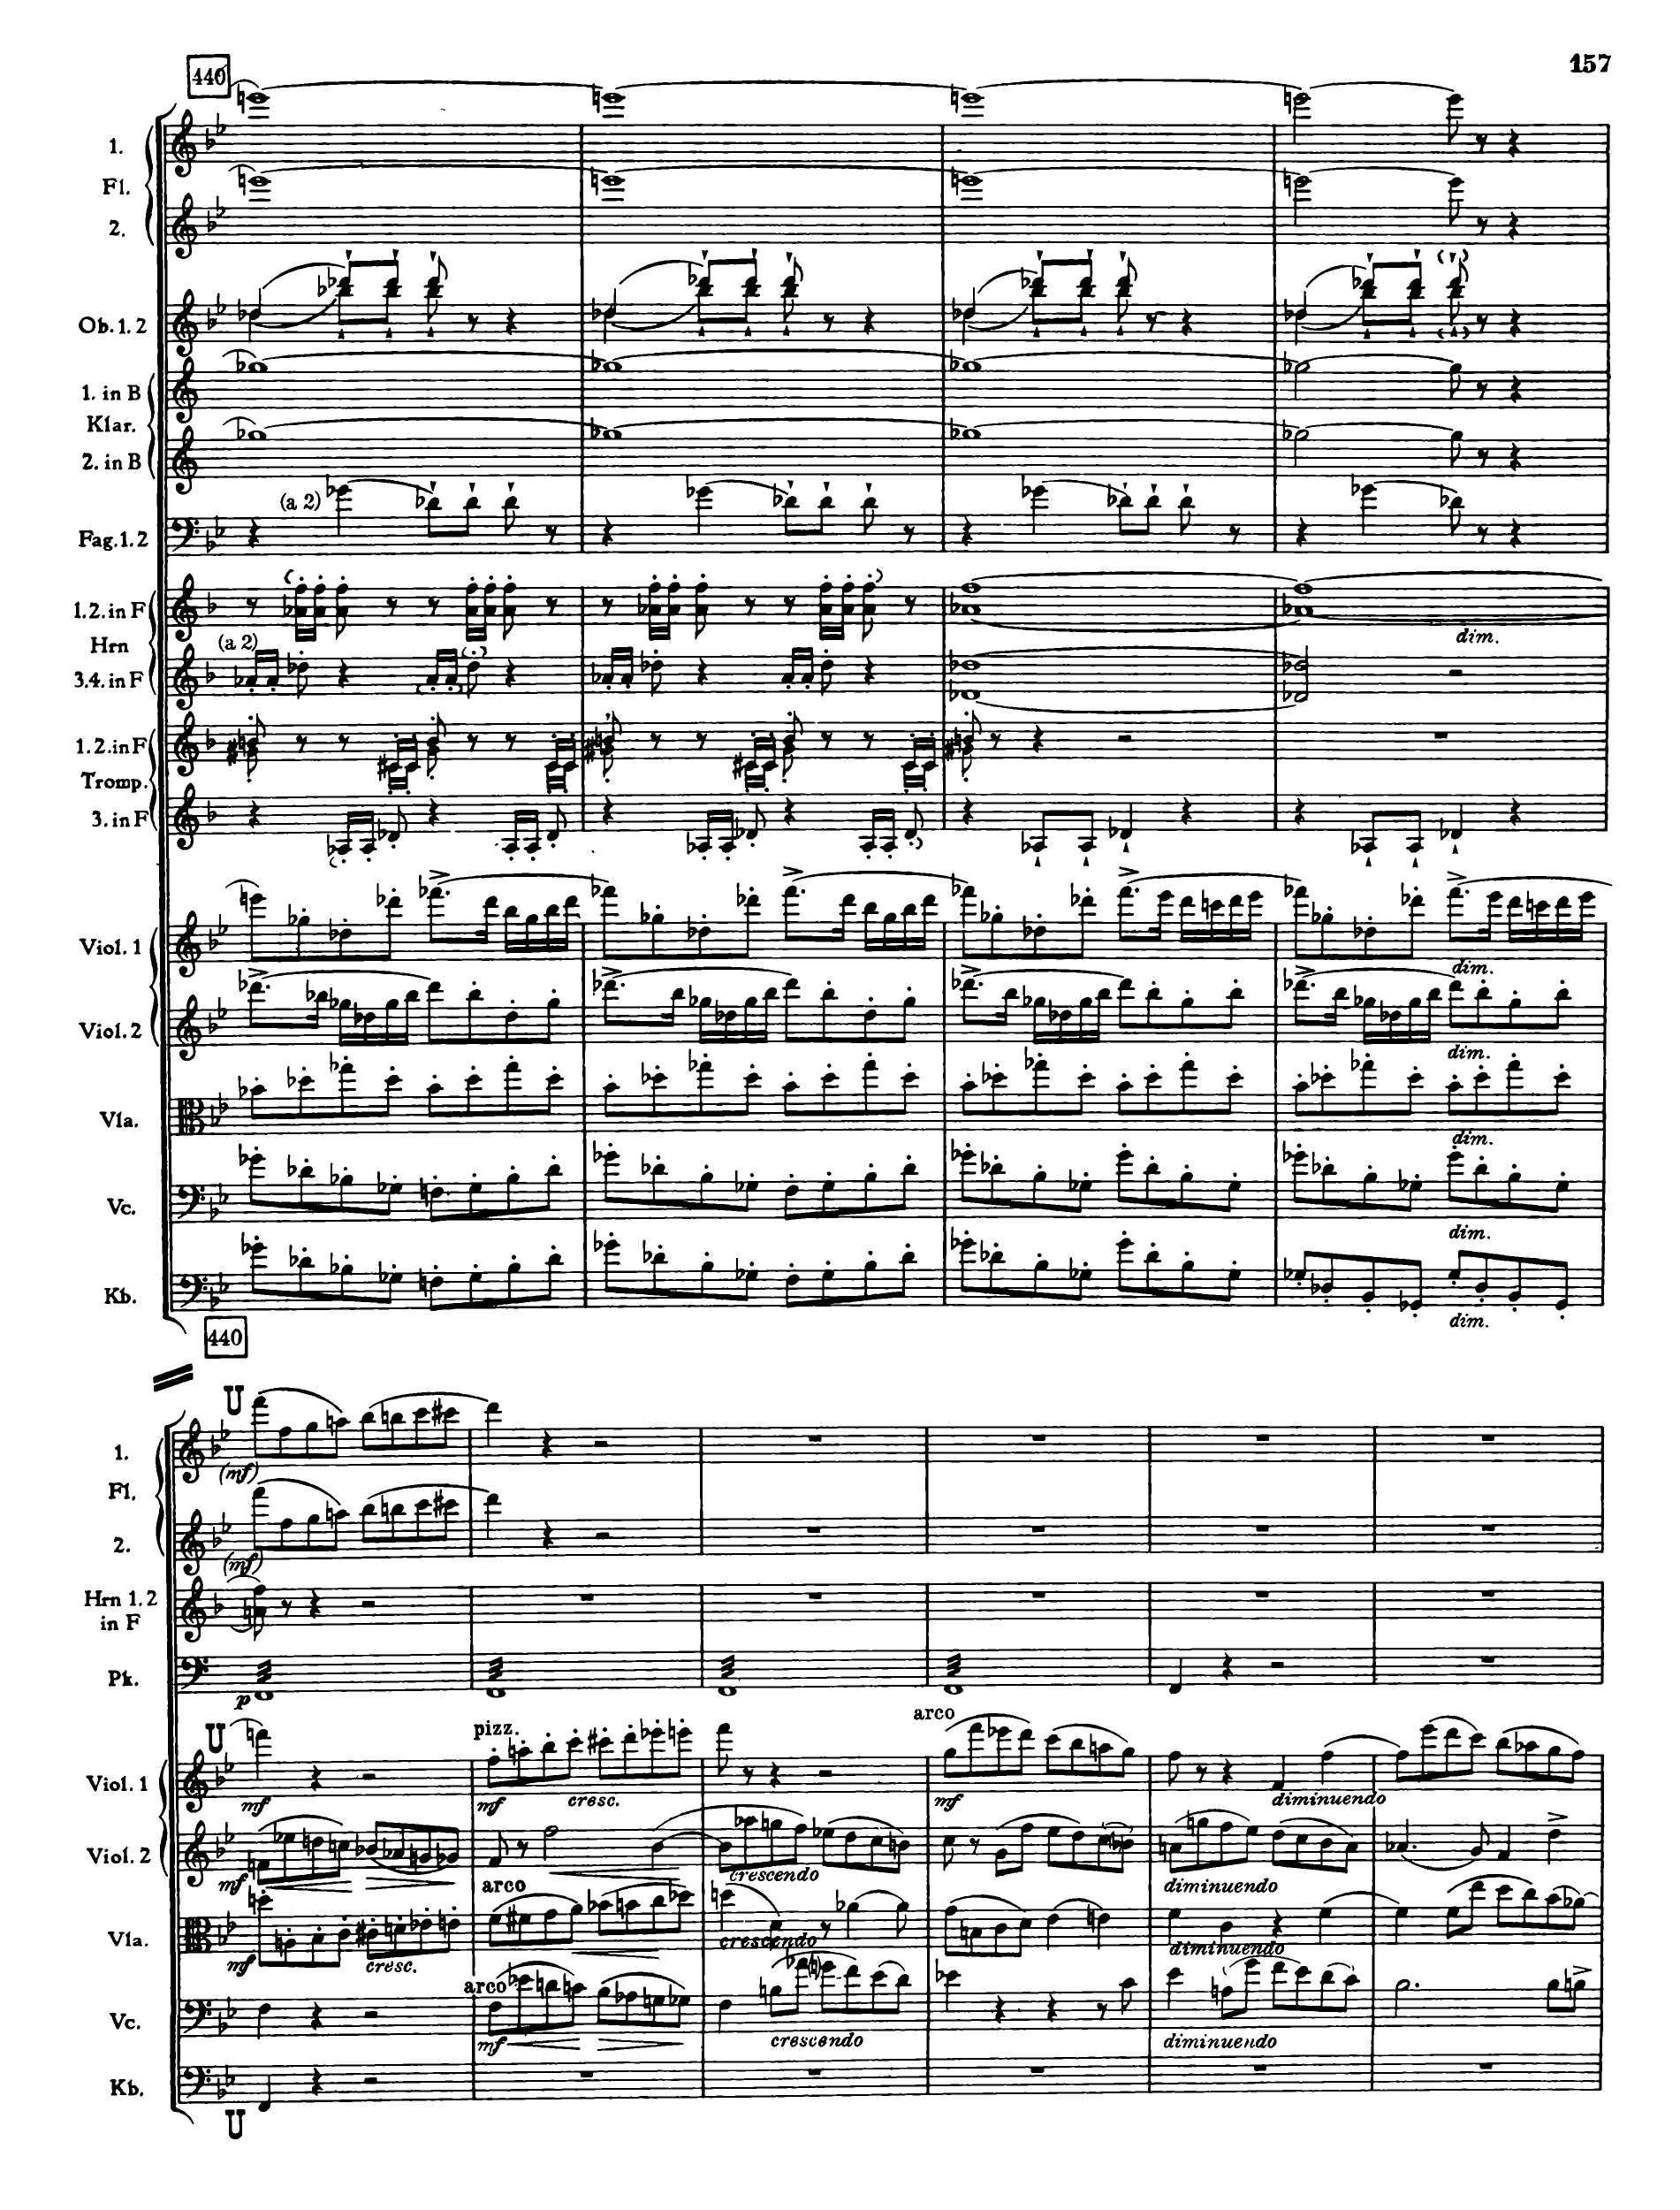 157
440
1.
Fl.
2.
Ob. 1. 2
1. in B
Klar.
2. in B
(a 2)
Fag. 1. 2
1. 2. in F
dim.
Hrn
(a 2)
3. 4. in F
1. 2. in F
Tromp.
3. in F
Viol. 1
dim.
Viol. 2
dim.
Vla.
dim.
Vc.
dim.
Kb.
dim.
440
U
1.
(mf)
Fl.
2.
(mf)
Hrn 1. 2
in F
Pk.
p
U
pizz.
arco
Viol. 1
mf
mf
cresc.
mf
diminuendo
Viol. 2
mf
crescendo
diminuendo
arco
Vla.
mf
cresc.
crescendo
diminuendo
arco
Vc.
mf
crescendo
diminuendo
Kb.
U